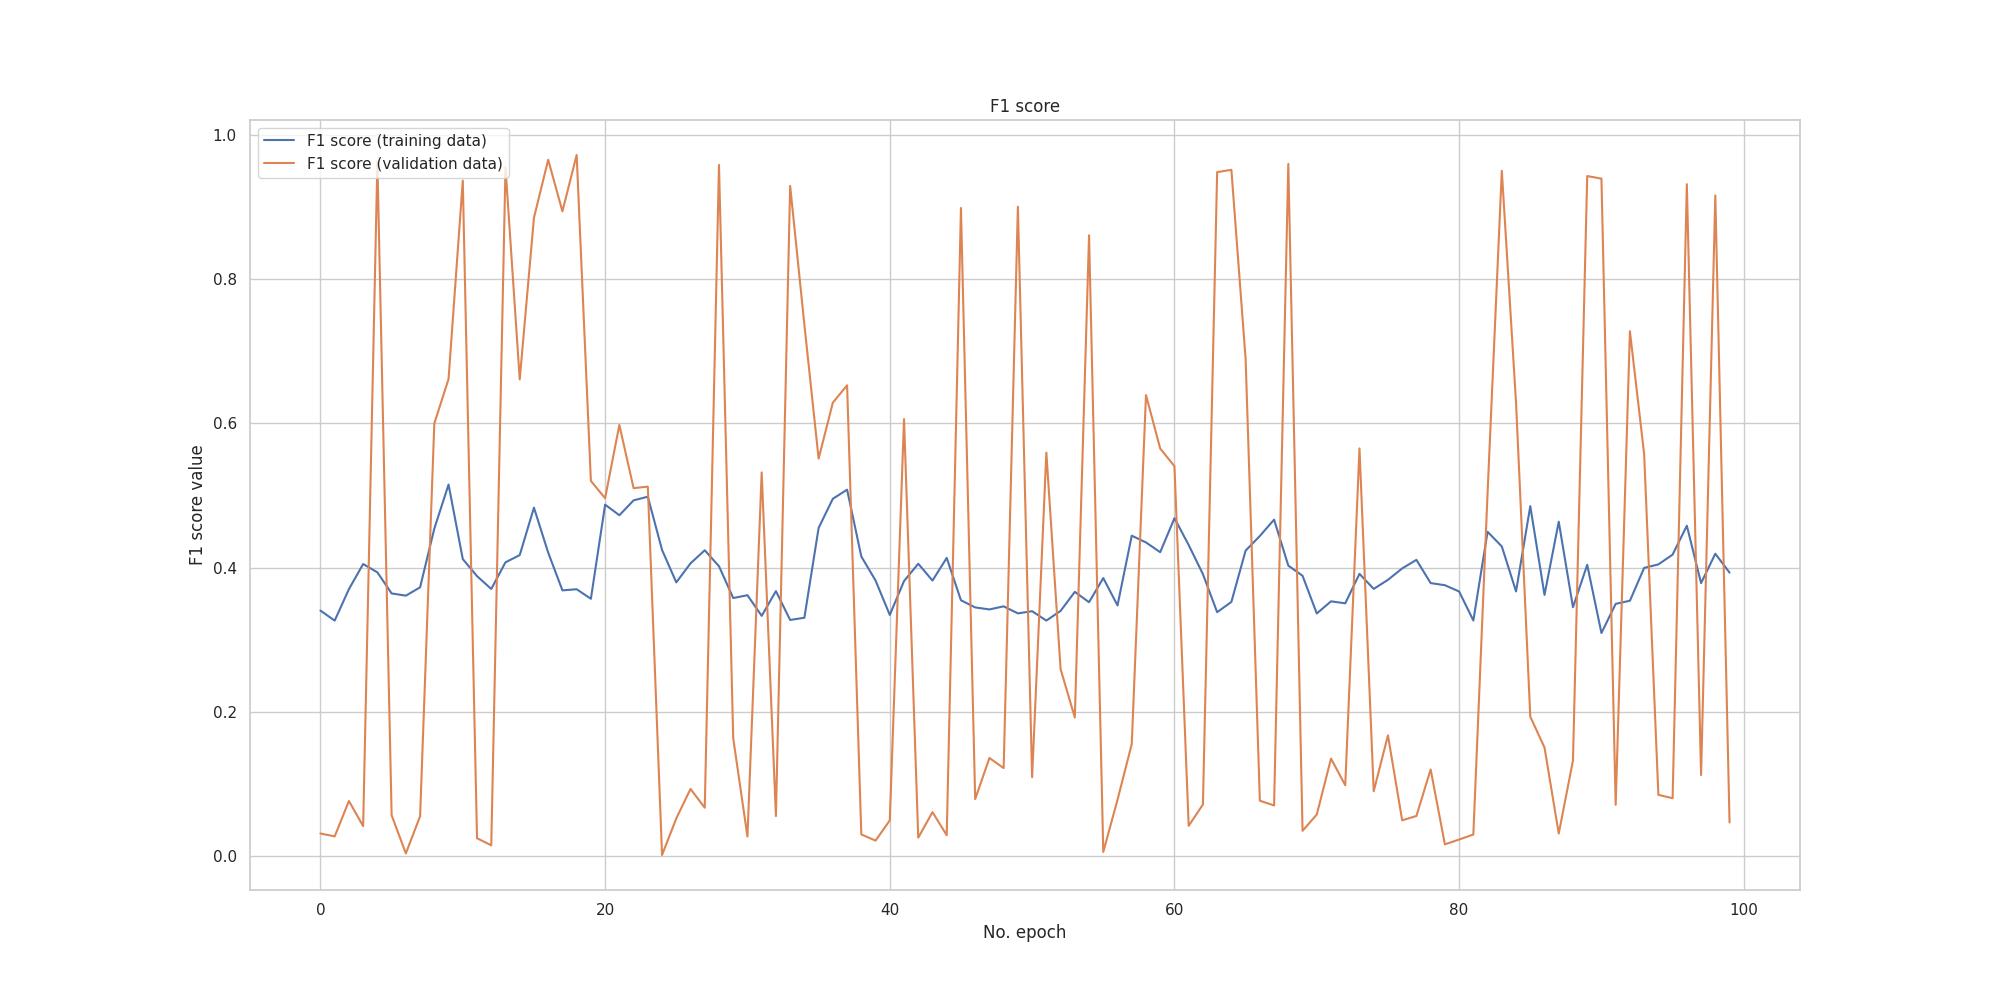 F1 score
1.0
F1 score (training data)
F1 score (validation data)
0.8
0.6
F1 score value
0.4
0.2
0.0
0 20 40 60 80 100
No. epoch